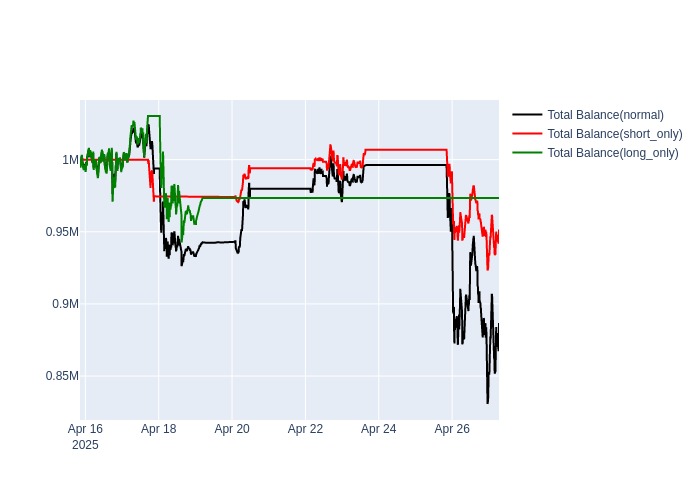 Total Balance(normal)
Total Balance(short_only)
Total Balance(long_only)
1M
0.95M
0.9M
0.85M
Apr 16
2025
Apr 18
Apr 20
Apr 22
Apr 24
Apr 26